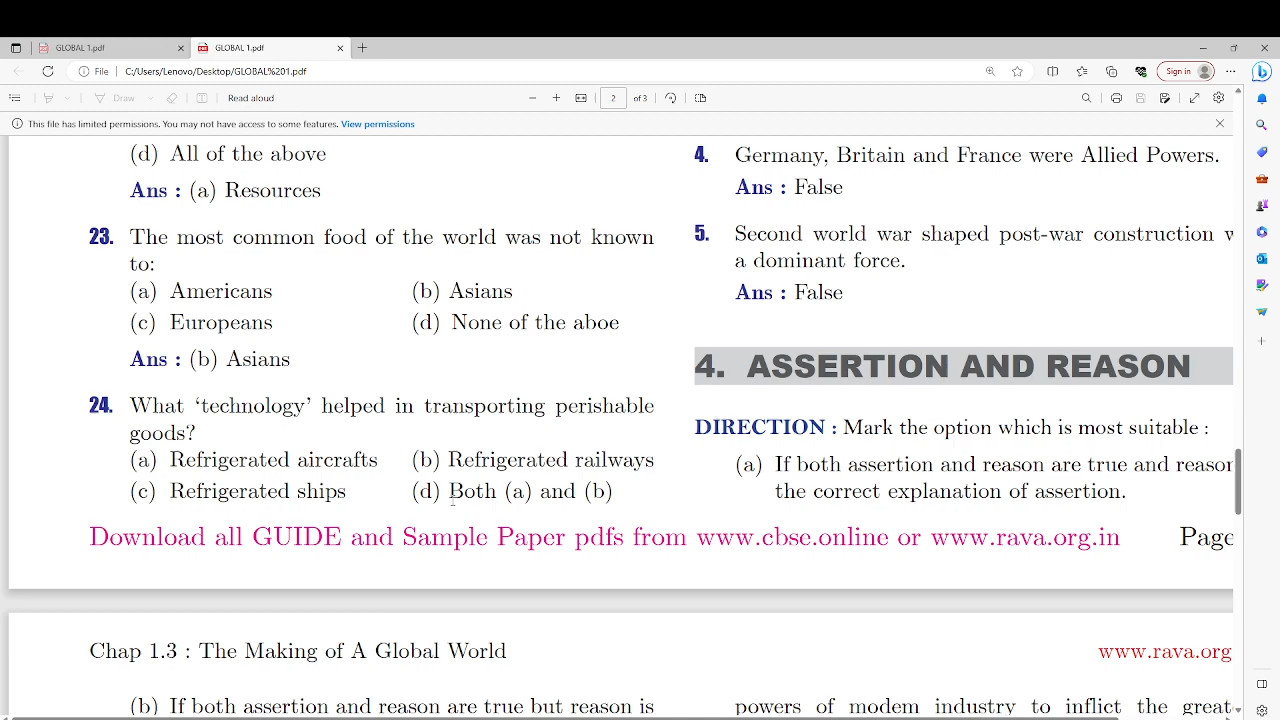 GLOBAL 1.pdf
GLOBAL 1.pdf
File C:/Users/Lenovo/Desktop/GLOBAL%201.pdf
Sign in
Draw
Read aloud
2 of 3
This file has limited permissions. You may not have access to some features. View permissions
(d) All of the above
Ans : (a) Resources
23. The most common food of the world was not known
to:
(a) Americans (b) Asians
(c) Europeans (d) None of the aboe
Ans : (b) Asians
24. What ‘technology’ helped in transporting perishable
goods?
(a) Refrigerated aircrafts (b) Refrigerated railways
(c) Refrigerated ships (d) Both (a) and (b)
4. Germany, Britain and France were Allied Powers.
Ans : False
5. Second world war shaped post-war construction
a dominant force.
Ans : False
4. ASSERTION AND REASON
DIRECTION : Mark the option which is most suitable :
(a) If both assertion and reason are true and reason
the correct explanation of assertion.
Download all GUIDE and Sample Paper pdfs from www.cbse.online or www.rava.org.in Page
Chap 1.3 : The Making of A Global World
www.rava.org
(b) If both assertion and reason are true but reason is
powers of modem industry to inflict the great